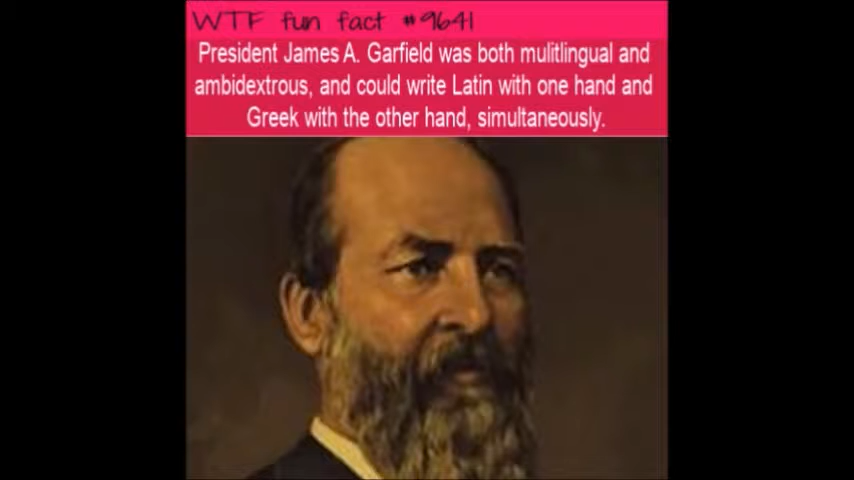 WTF fun fact #9641
President James A. Garfield was both mulitlingual and
ambidextrous, and could write Latin with one hand and
Greek with the other hand, simultaneously.